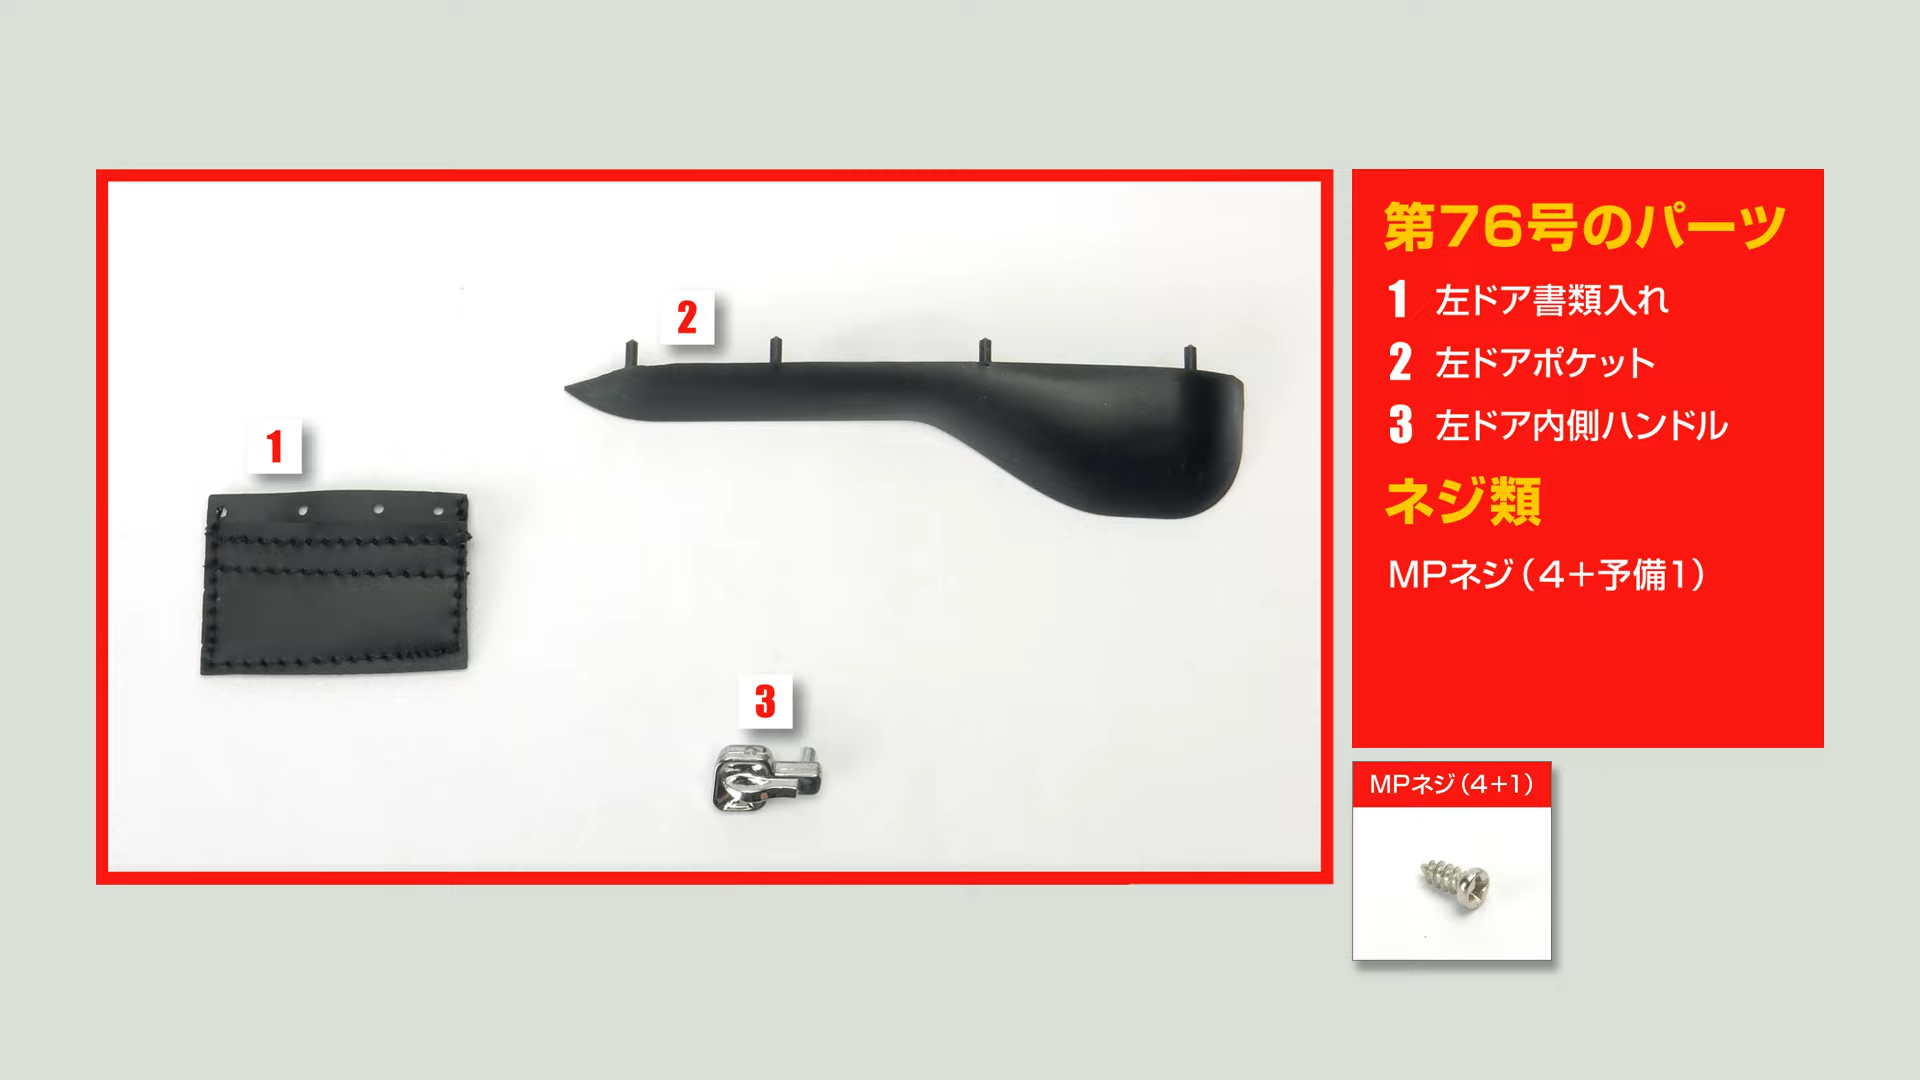 1
2
3
第76号のパーツ
1 左ドア書類入れ
2 左ドアポケット
3 左ドア内側ハンドル
ネジ類
MPネジ（4＋予備1）
MPネジ（4＋1）